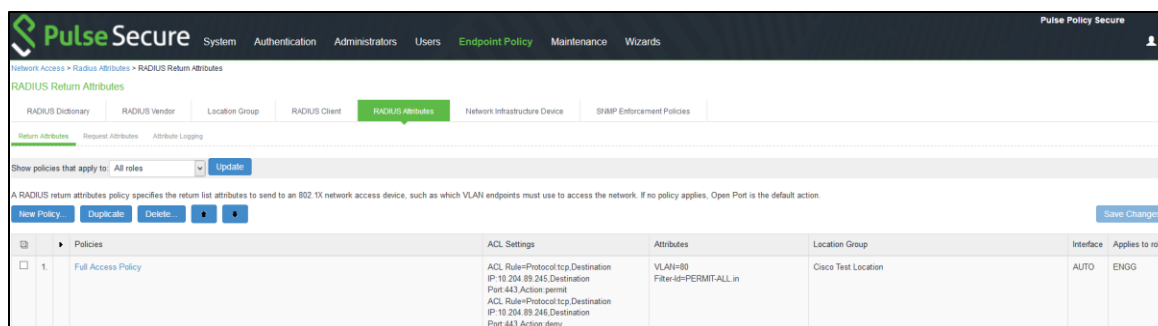 Pulse Policy Secure
Pulse Secure System Authentication Administrators Users Endpoint Policy Maintenance Wizards
Network Access > Radius Attributes > RADIUS Return Attributes
RADIUS Return Attributes
RADIUS Dictionary RADIUS Vendor Location Group RADIUS Client RADIUS Attributes Network Infrastructure Device SNMP Enforcement Policies
Return Attributes Request Attributes Attribute Logging
Show policies that apply to: All roles Update
A RADIUS return attributes policy specifies the return list attributes to send to an 802.1X network access device, such as which VLAN endpoints must use to access the network. If no policy applies, Open Port is the default action.
New Policy... Duplicate Delete... Save Change
Policies ACL Settings Attributes Location Group Interface Applies to ro
1. Full Access Policy ACL Rule=Protocol:tcp,Destination VLAN=80 Cisco Test Location AUTO ENGG
IP:10.204.89.245,Destination Filter-Id=PERMIT-ALL.in
Port:443,Action:permit
ACL Rule=Protocol:tcp,Destination
IP:10.204.89.246,Destination
Port:443,Action:deny